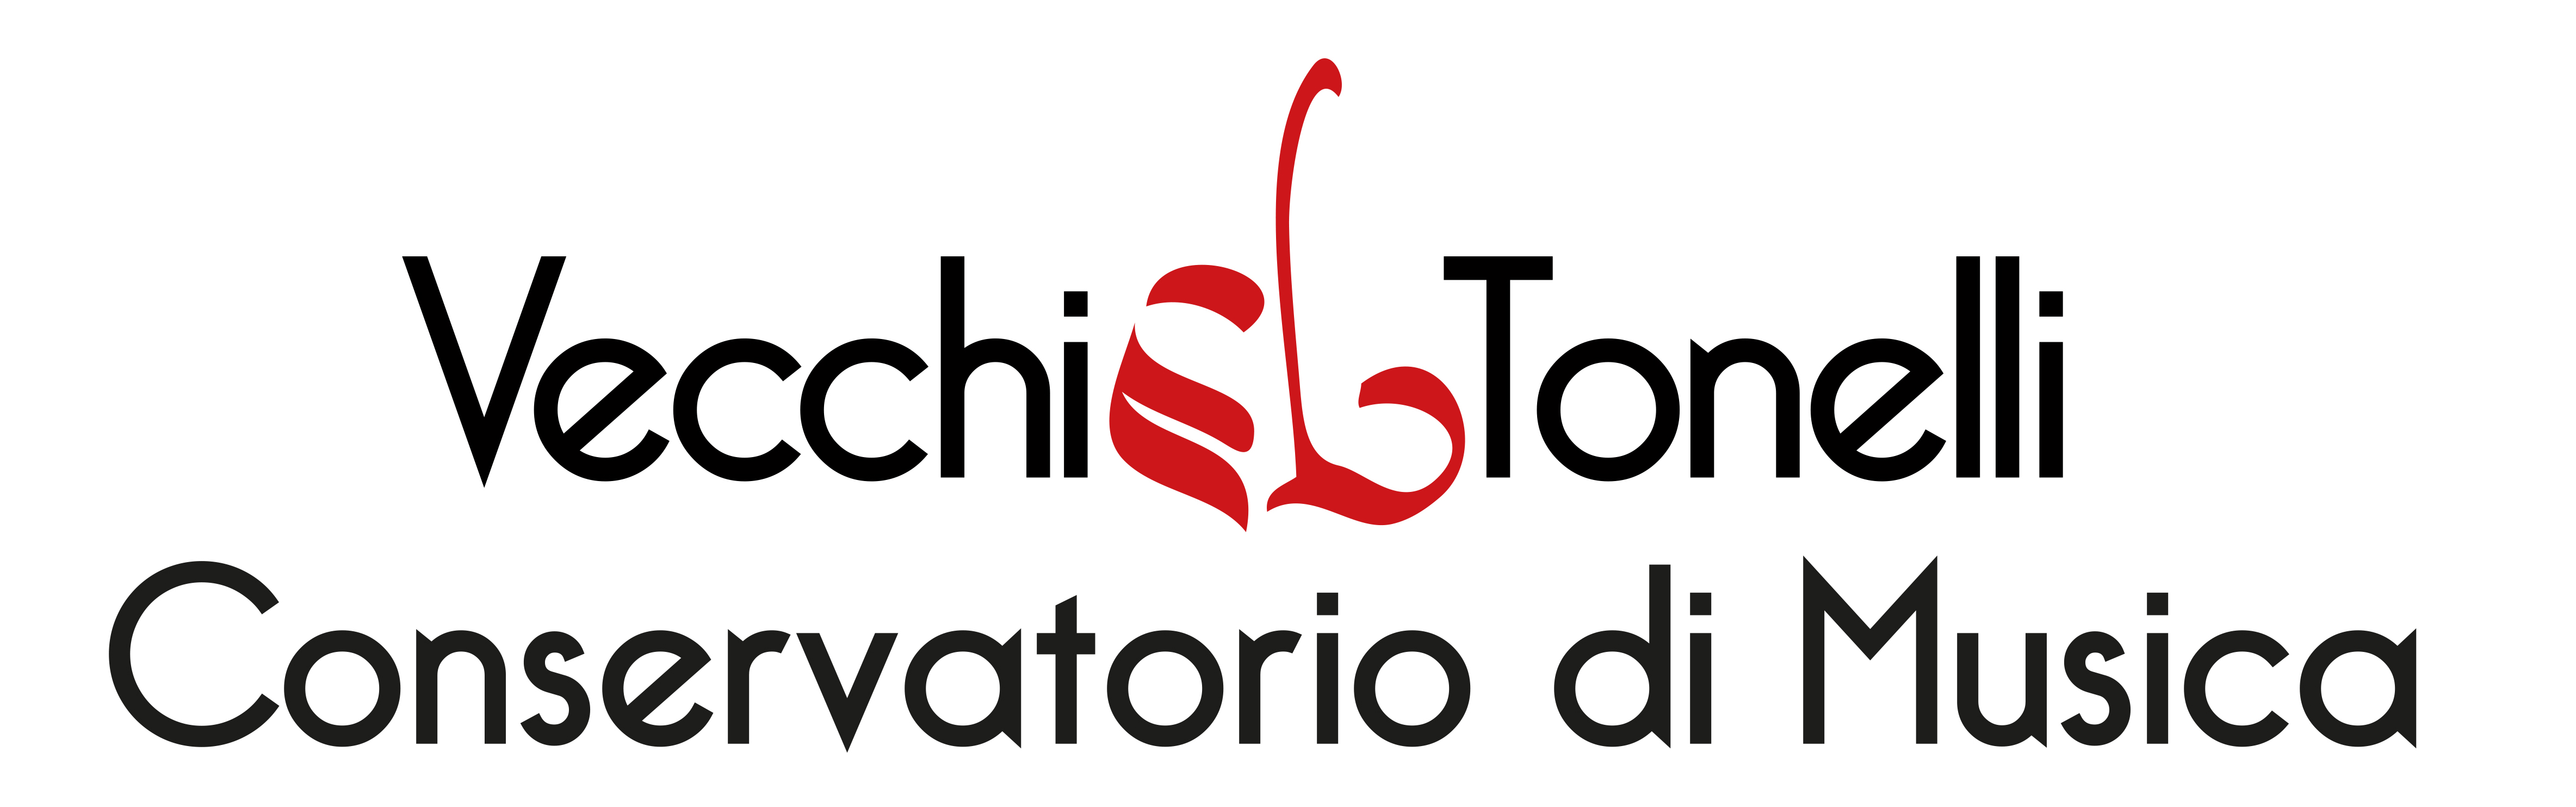 Vecchi Tonelli
Conservatorio di Musica